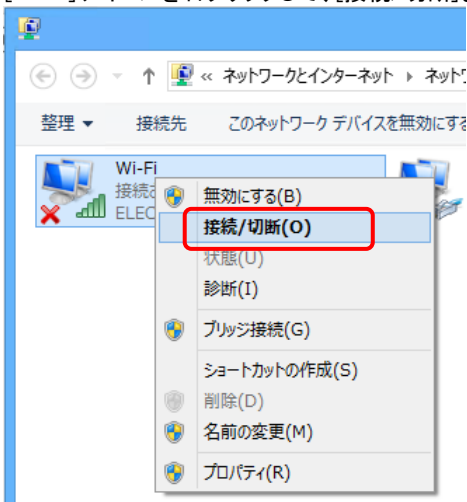 « ネットワークとインターネット ▸
整理 ▼ 接続先 このネットワーク デバイスを無効にする
Wi-Fi
ELEC
無効にする(B)
接続/切断(O)
状態(U)
診断(I)
ブリッジ接続(G)
ショートカットの作成(S)
削除(D)
名前の変更(M)
プロパティ(R)